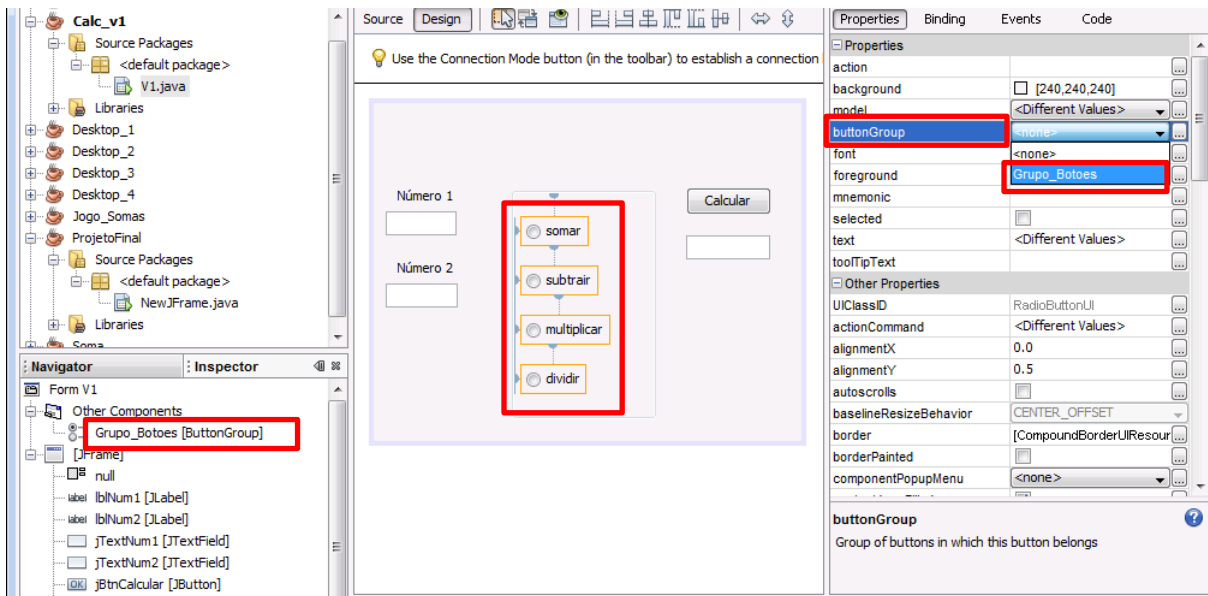 Calc_v1
Source Packages
<default package>
V1.java
Libraries
Desktop_1
Desktop_2
Desktop_3
Desktop_4
Jogo_Somas
ProjetoFinal
Source Packages
<default package>
NewJFrame.java
Libraries
Soma
Navigator
Inspector
Form V1
Other Components
Grupo_Botoes [ButtonGroup]
[JFrame]
null
label lblNum1 [JLabel]
label lblNum2 [JLabel]
jTextNum1 [JTextField]
jTextNum2 [JTextField]
OK jBtnCalcular [JButton]
Source Design
Use the Connection Mode button (in the toolbar) to establish a connection
Número 1
Número 2
somar
subtrair
multiplicar
dividir
Calcular
Properties Binding Events Code
Properties
action ...
background [240,240,240] ...
model <Different Values> ...
buttonGroup <none> ...
font <none> ...
foreground Grupo_Botoes ...
mnemonic ...
selected ...
text <Different Values> ...
toolTipText ...
Other Properties
UIClassID RadioButtonUI ...
actionCommand <Different Values> ...
alignmentX 0.0 ...
alignmentY 0.5 ...
autoscrolls ...
baselineResizeBehavior CENTER_OFFSET
border [CompoundBorderUIResour ...
borderPainted ...
componentPopupMenu <none> ...
buttonGroup
Group of buttons in which this button belongs